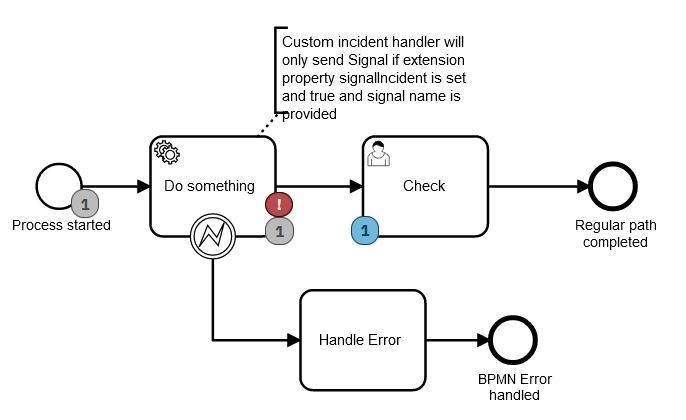 Custom incident handler will
only send Signal if extension
property signalIncident is set
and true and signal name is
provided
Do something
Check
!
1
1
1
Process started
Regular path
completed
Handle Error
BPMN Error
handled